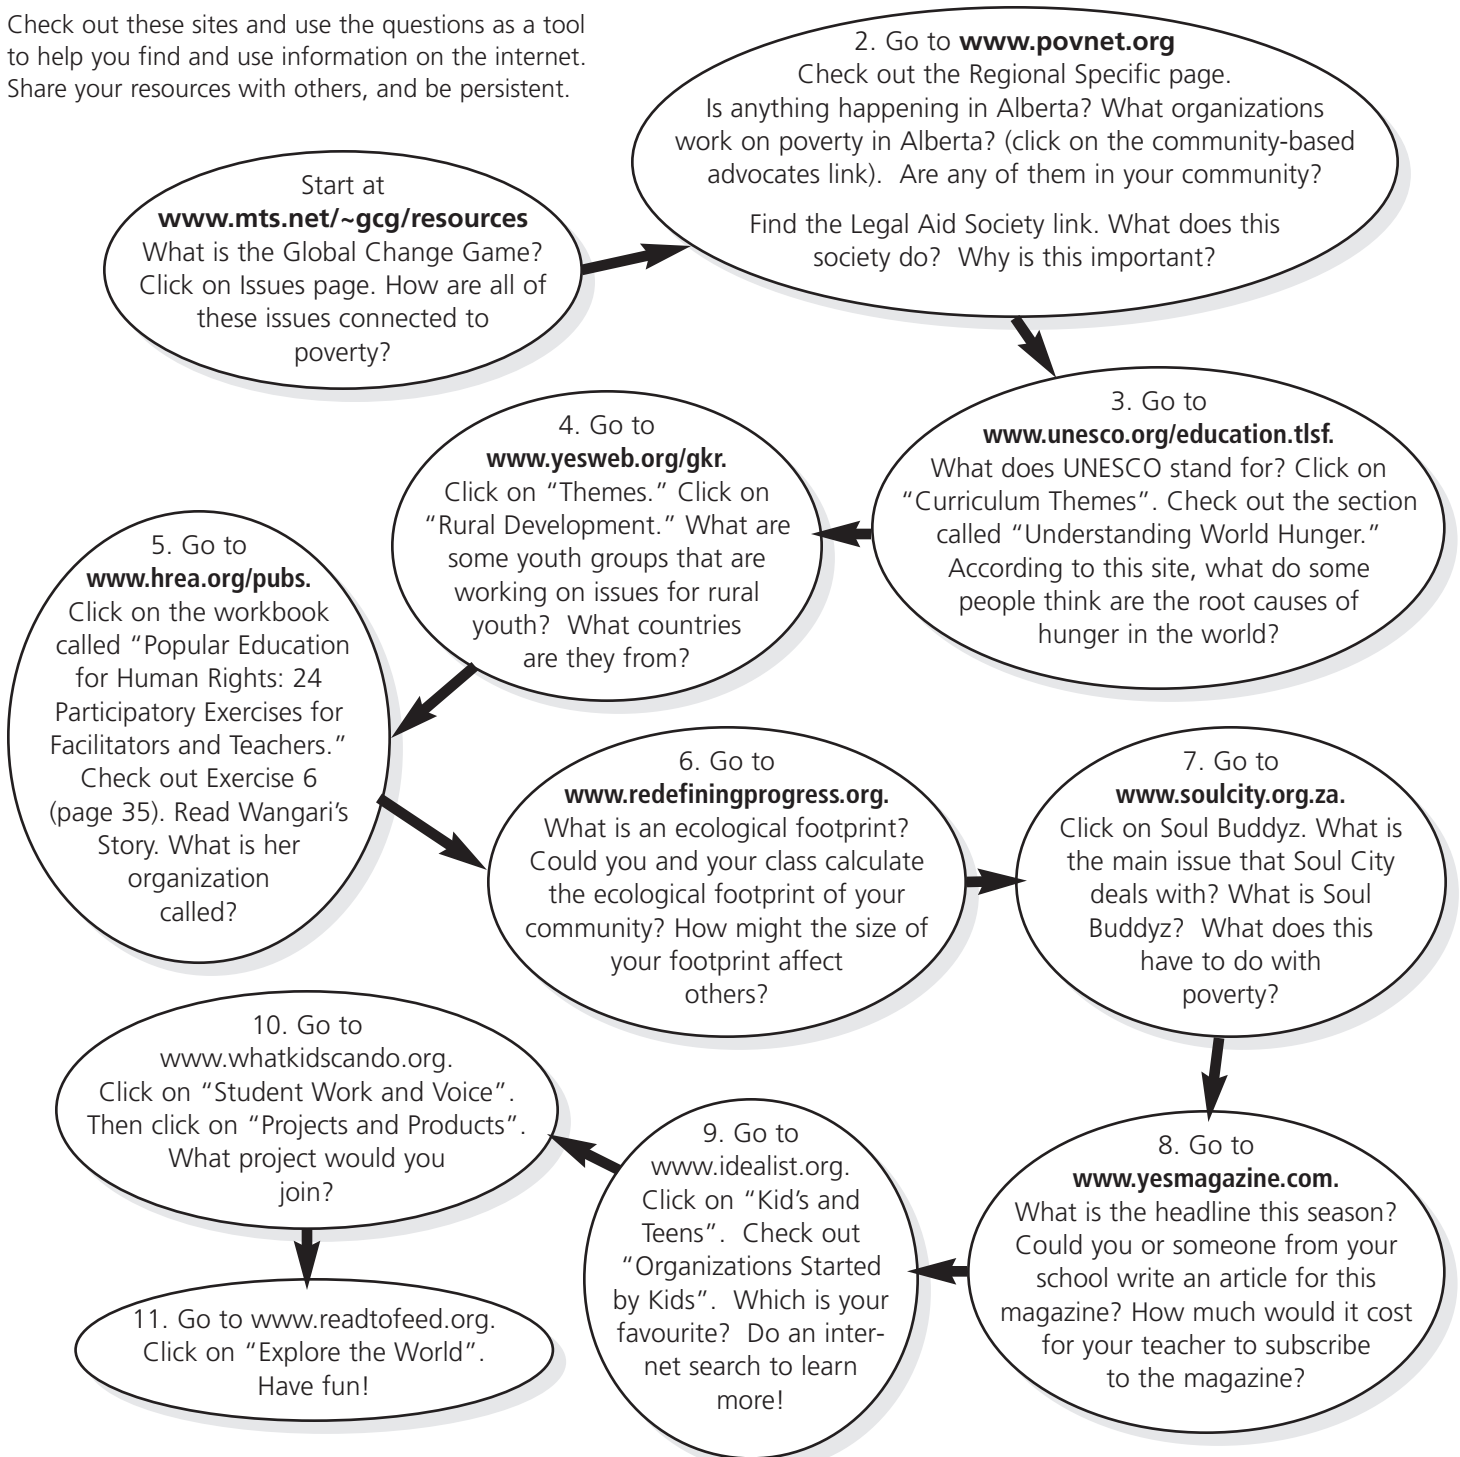 Check out these sites and use the questions as a tool
to help you find and use information on the internet.
Share your resources with others, and be persistent.
Start at
www.mts.net/~gcg/resources
What is the Global Change Game?
Click on Issues page. How are all of
these issues connected to
poverty?
2. Go to www.povnet.org
Check out the Regional Specific page.
Is anything happening in Alberta? What organizations
work on poverty in Alberta? (click on the community-based
advocates link). Are any of them in your community?
Find the Legal Aid Society link. What does this
society do? Why is this important?
3. Go to
www.unesco.org/education.tlsf.
What does UNESCO stand for? Click on
“Curriculum Themes”. Check out the section
called “Understanding World Hunger.”
According to this site, what do some
people think are the root causes of
hunger in the world?
4. Go to
www.yesweb.org/gkr.
Click on “Themes.” Click on
“Rural Development.” What are
some youth groups that are
working on issues for rural
youth? What countries
are they from?
5. Go to
www.hrea.org/pubs.
Click on the workbook
called “Popular Education
for Human Rights: 24
Participatory Exercises for
Facilitators and Teachers.”
Check out Exercise 6
(page 35). Read Wangari’s
Story. What is her
organization
called?
6. Go to
www.redefiningprogress.org.
What is an ecological footprint?
Could you and your class calculate
the ecological footprint of your
community? How might the size of
your footprint affect
others?
7. Go to
www.soulcity.org.za.
Click on Soul Buddyz. What is
the main issue that Soul City
deals with? What is Soul
Buddyz? What does this
have to do with
poverty?
8. Go to
www.yesmagazine.com.
What is the headline this season?
Could you or someone from your
school write an article for this
magazine? How much would it cost
for your teacher to subscribe
to the magazine?
9. Go to
www.idealist.org.
Click on “Kid’s and
Teens”. Check out
“Organizations Started
by Kids”. Which is your
favourite? Do an inter-
net search to learn
more!
10. Go to
www.whatkidscando.org.
Click on “Student Work and Voice”.
Then click on “Projects and Products”.
What project would you
join?
11. Go to www.readtofeed.org.
Click on “Explore the World”.
Have fun!